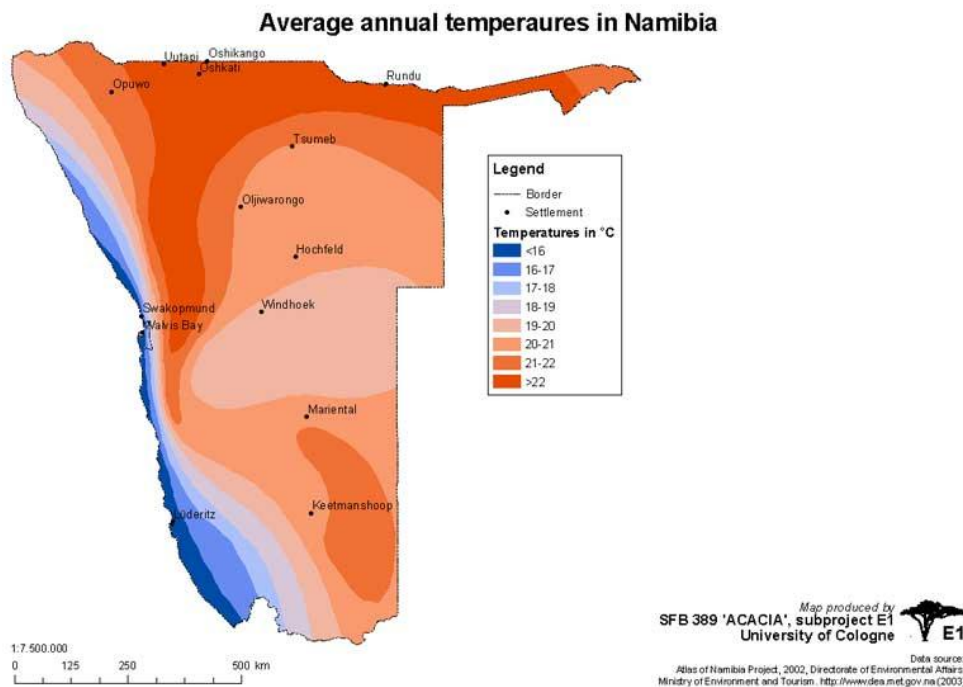 Average annual temperaures in Namibia
Uutapi
Oshikango
Oshkati
Opuwo
Rundu
Tsumeb
Oljiwarongo
Hochfeld
Windhoek
Swakopmund
Walvis Bay
Mariental
Keetmanshoop
Lüderitz
Legend
Border
Settlement
Temperatures in °C
<16
16-17
17-18
18-19
19-20
20-21
21-22
>22
1:7.500.000
0 125 250 500 km
Map produced by
SFB 389 'ACACIA', subproject E1
University of Cologne
E1
Data source:
Atlas of Namibia Project, 2002, Directorate of Environmental Affairs
Ministry of Environment and Tourism. http://www.dea.met.gov.na (2003)